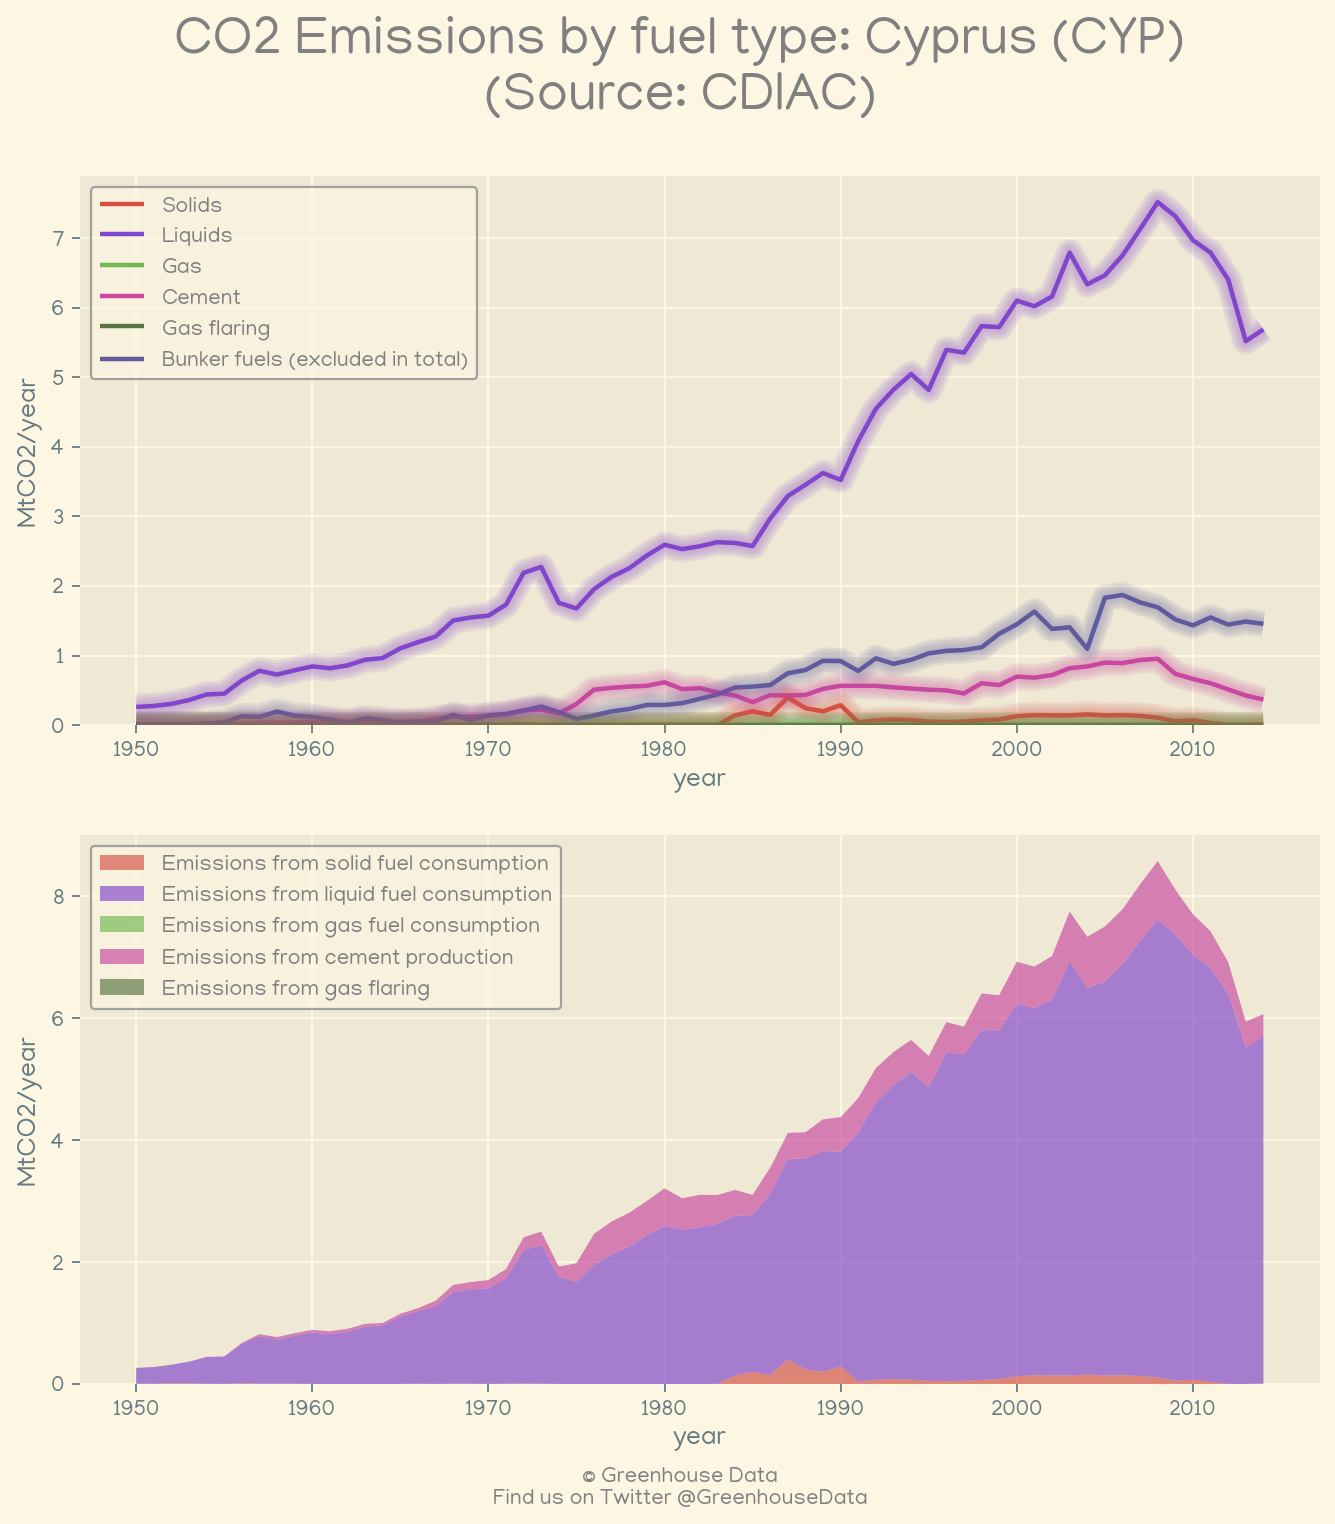 CO2 Emissions by fuel type: Cyprus (CYP)
(Source: CDIAC)
Solids
Liquids
Gas
Cement
Gas flaring
Bunker fuels (excluded in total)
MtCO2/year
7
6
5
4
3
2
1
0
1950 1960 1970 1980 1990 2000 2010
year
Emissions from solid fuel consumption
Emissions from liquid fuel consumption
Emissions from gas fuel consumption
Emissions from cement production
Emissions from gas flaring
MtCO2/year
8
6
4
2
0
1950 1960 1970 1980 1990 2000 2010
year
© Greenhouse Data
Find us on Twitter @GreenhouseData